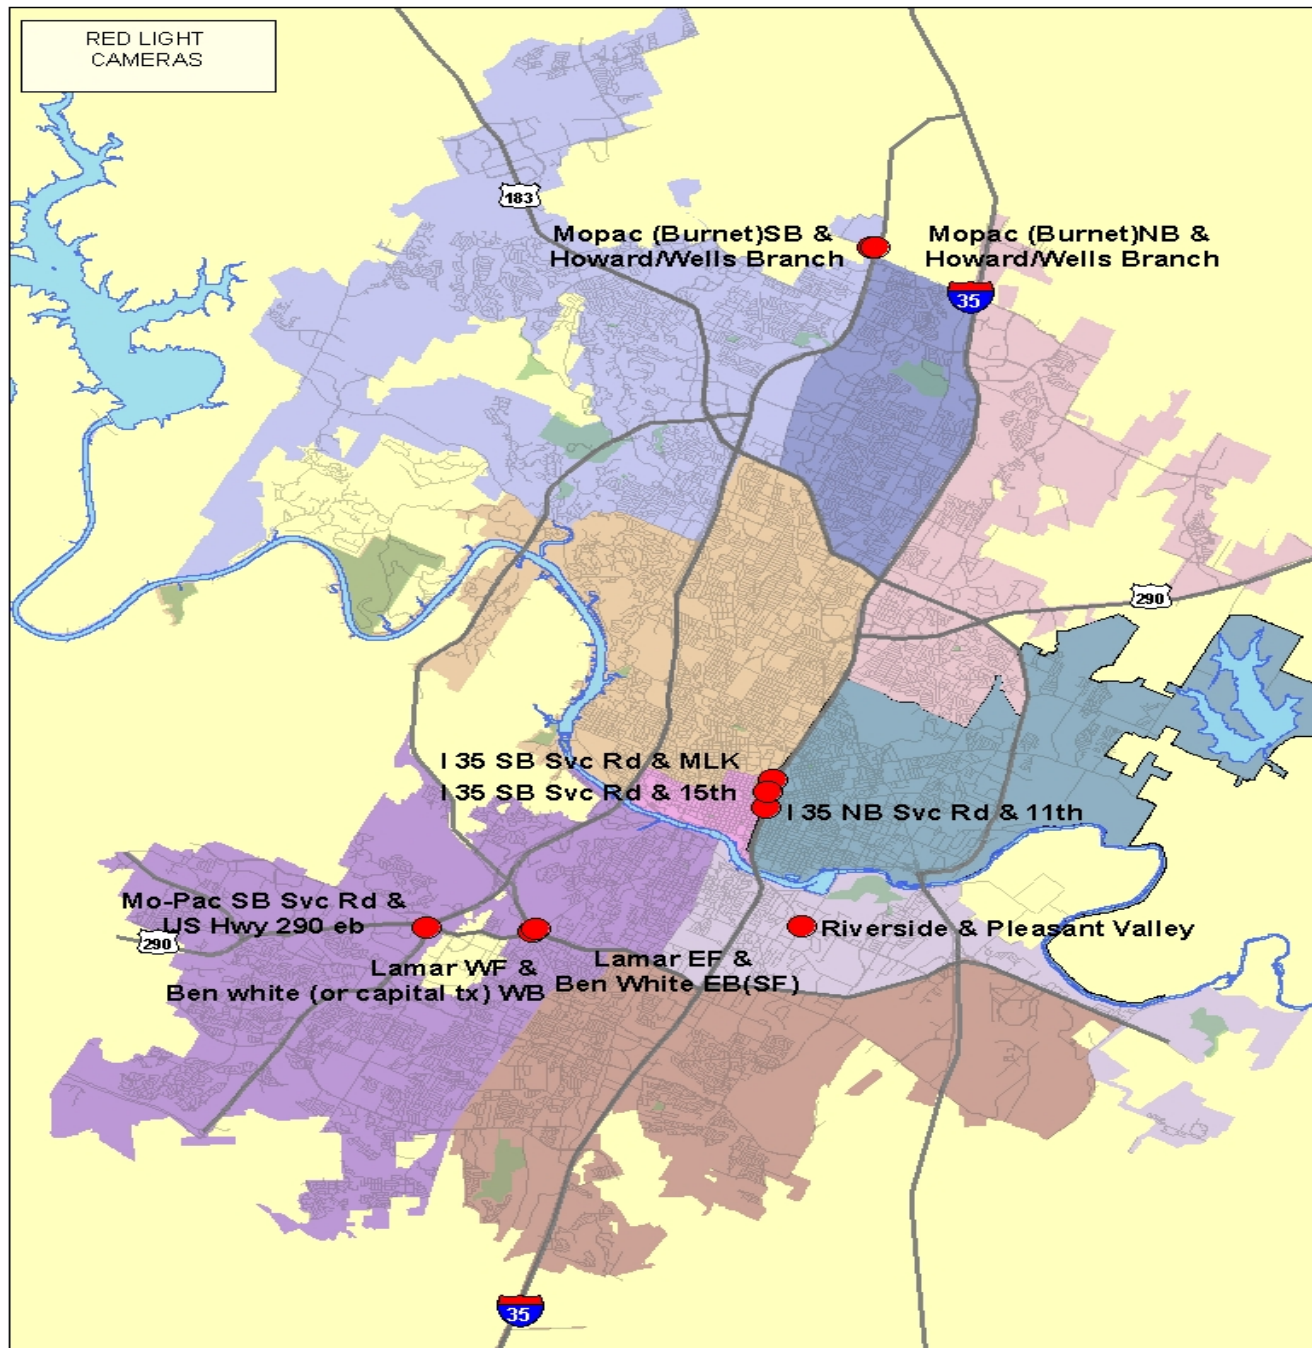 RED LIGHT
CAMERAS
183
Mopac (Burnet)SB &
Howard/Wells Branch
Mopac (Burnet)NB &
Howard/Wells Branch
35
290
I 35 SB Svc Rd & MLK
I 35 SB Svc Rd & 15th
I 35 NB Svc Rd & 11th
Mo-Pac SB Svc Rd &
US Hwy 290 eb
290
Riverside & Pleasant Valley
Lamar WF &
Ben white (or capital tx) WB
Lamar EF &
Ben White EB(SF)
35